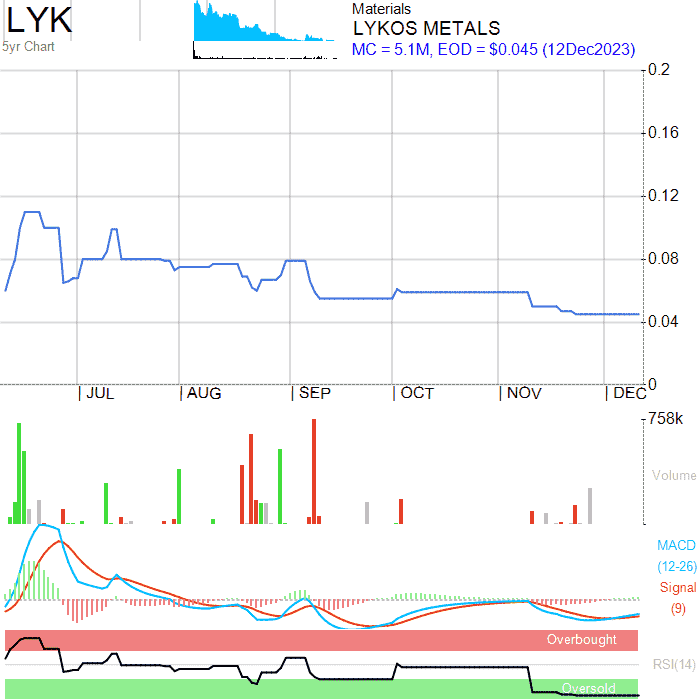 LYK
5yr Chart
Materials
LYKOS METALS
MC = 5.1M, EOD = $0.045 (12Dec2023)
0.2
0.16
0.12
0.08
0.04
0
JUL
AUG
SEP
OCT
NOV
DEC
758k
Volume
MACD
(12-26)
Signal
(9)
Overbought
RSI(14)
Oversold